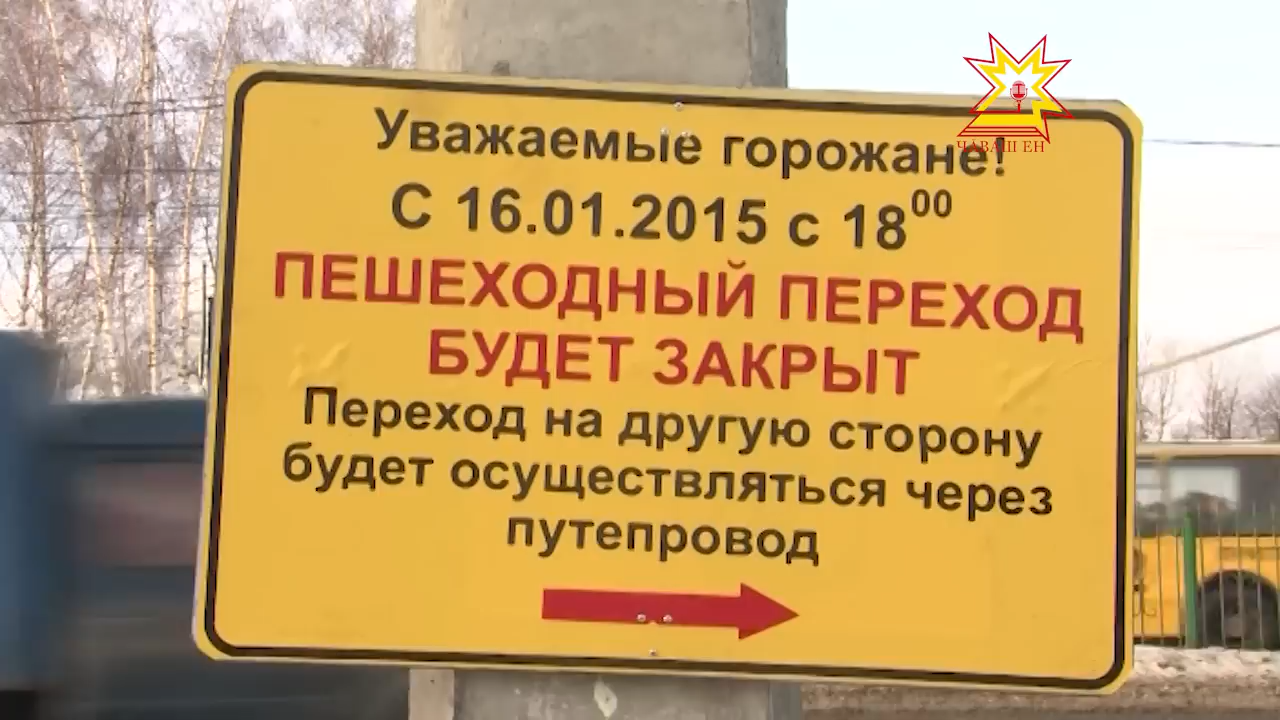 Уважаемые горожане!
С 16.01.2015 с 18⁰⁰
ПЕШЕХОДНЫЙ ПЕРЕХОД
БУДЕТ ЗАКРЫТ
Переход на другую сторону
будет осуществляться через
путепровод
ЧӐВАШ ЕН